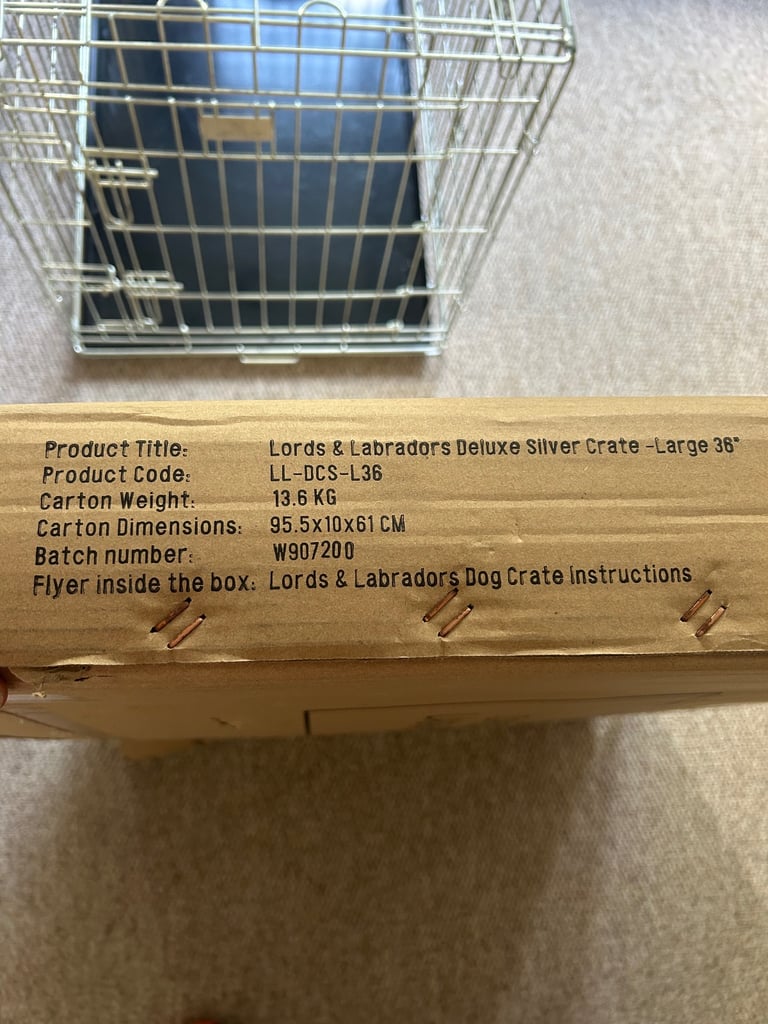 Product Title: Lords & Labradors Deluxe Silver Crate -Large 36"
Product Code: LL-DCS-L36
Carton Weight: 13.6 KG
Carton Dimensions: 95.5x10x61 CM
Batch number: W907200
Flyer inside the box: Lords & Labradors Dog Crate Instructions